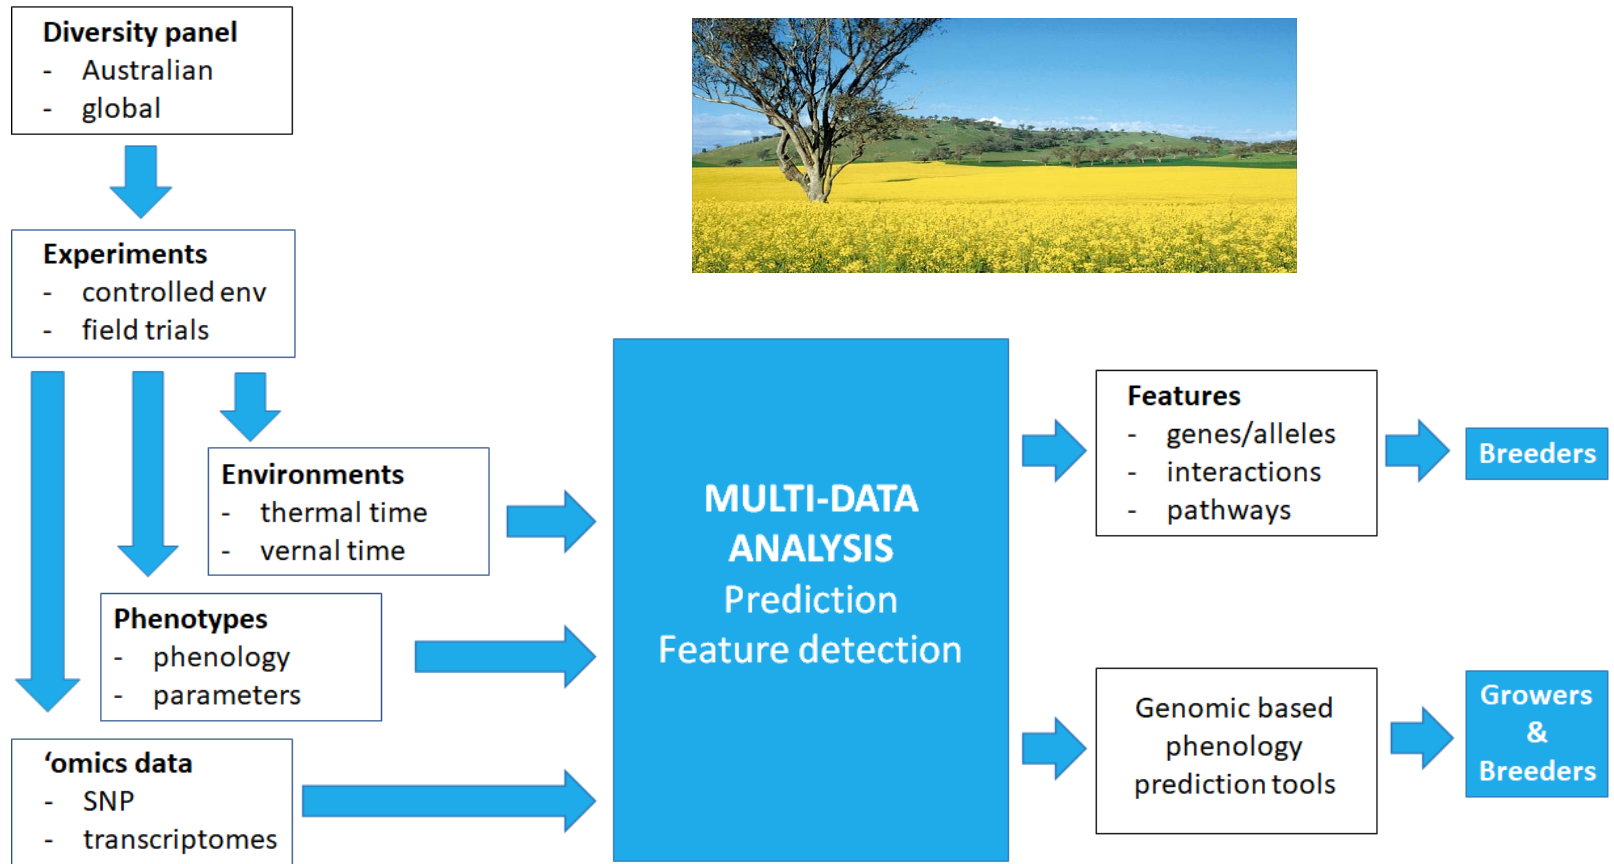 Diversity panel
- Australian
- global
Experiments
- controlled env
- field trials
Environments
- thermal time
- vernal time
Phenotypes
- phenology
- parameters
‘omics data
- SNP
- transcriptomes
MULTI-DATA
ANALYSIS
Prediction
Feature detection
Features
- genes/alleles
- interactions
- pathways
Breeders
Genomic based
phenology
prediction tools
Growers
&
Breeders